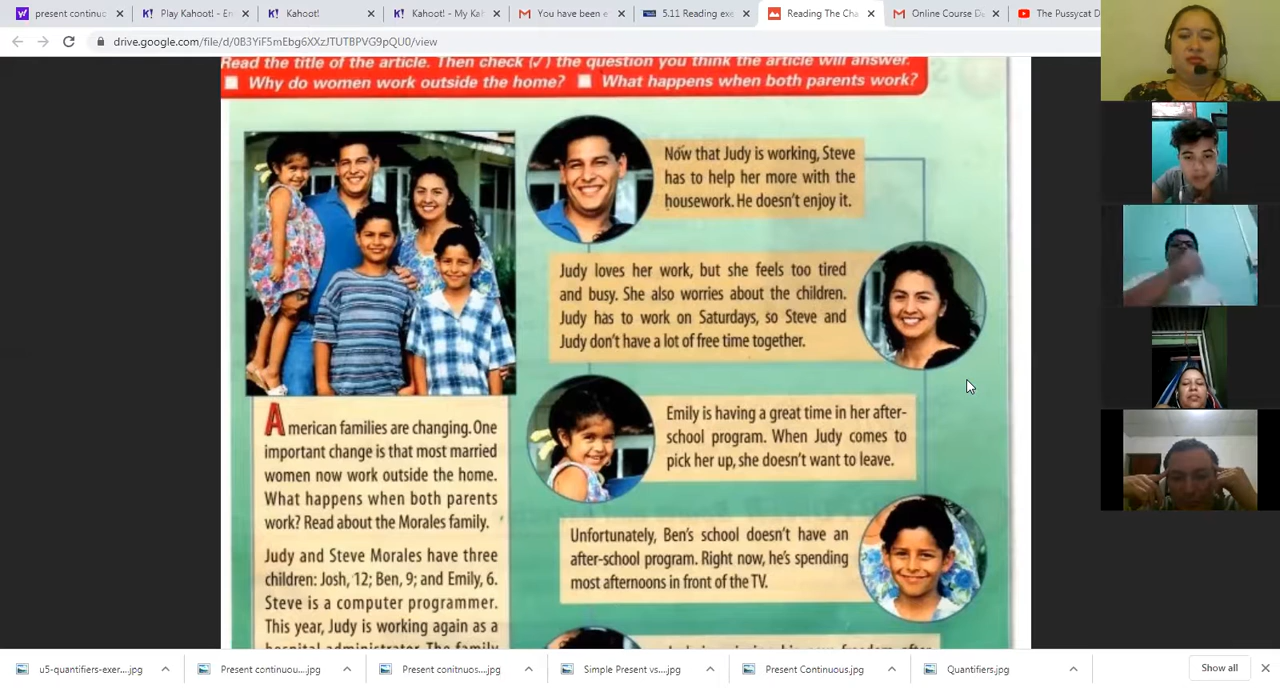 present continuo
Play Kahoot! - En
Kahoot!
Kahoot! - My Ka
You have been e
5.11 Reading exe
Reading The Cha
Online Course D
The Pussycat D
drive.google.com/file/d/0B3YiF5mEbg6XXzJTUTBPVG9pQU0/view
Read the title of the article. Then check (✓) the question you think the article will answer.
Why do women work outside the home? What happens when both parents work?
Now that Judy is working, Steve
has to help her more with the
housework. He doesn't enjoy it.
Judy loves her work, but she feels too tired
and busy. She also worries about the children.
Judy has to work on Saturdays, so Steve and
Judy don't have a lot of free time together.
Emily is having a great time in her after-
school program. When Judy comes to
pick her up, she doesn't want to leave.
Unfortunately, Ben's school doesn't have an
after-school program. Right now, he's spending
most afternoons in front of the TV.
American families are changing. One
important change is that most married
women now work outside the home.
What happens when both parents
work? Read about the Morales family.
Judy and Steve Morales have three
children: Josh, 12; Ben, 9; and Emily, 6.
Steve is a computer programmer.
This year, Judy is working again as a
hospital administrator. The family
u5-quantifiers-exer....jpg
Present continuou....jpg
Present conitnuos....jpg
Simple Present vs....jpg
Present Continuous.jpg
Quantifiers.jpg
Show all